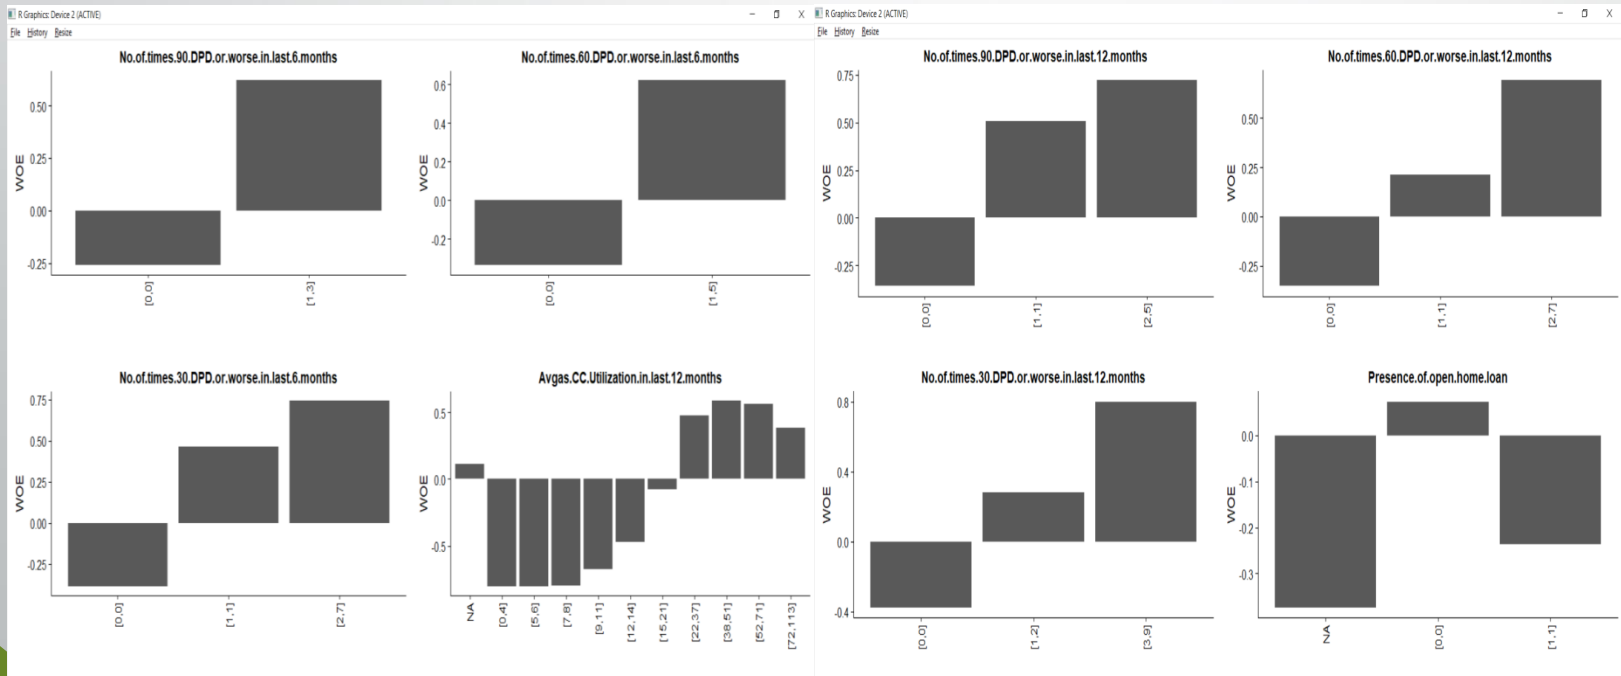 R Graphics: Device 2 (ACTIVE)
File History Resize
No.of.times.90.DPD.or.worse.in.last.6.months
WOE
0.50
0.25
0.00
-0.25
[0,0] [1,3]
No.of.times.60.DPD.or.worse.in.last.6.months
WOE
0.6
0.4
0.2
0.0
-0.2
[0,0] [1,5]
No.of.times.30.DPD.or.worse.in.last.6.months
WOE
0.75
0.50
0.25
0.00
-0.25
[0,0] [1,1] [2,7]
Avgas.CC.Utilization.in.last.12.months
WOE
0.5
0.0
-0.5
NA [0,4] [5,6] [7,8] [9,11] [12,14] [15,21] [22,37] [38,51] [52,71] [72,113]
R Graphics: Device 2 (ACTIVE)
File History Resize
No.of.times.90.DPD.or.worse.in.last.12.months
WOE
0.75
0.50
0.25
0.00
-0.25
[0,0] [1,1] [2,5]
No.of.times.60.DPD.or.worse.in.last.12.months
WOE
0.50
0.25
0.00
-0.25
[0,0] [1,1] [2,7]
No.of.times.30.DPD.or.worse.in.last.12.months
WOE
0.8
0.4
0.0
-0.4
[0,0] [1,2] [3,9]
Presence.of.open.home.loan
WOE
0.0
-0.1
-0.2
-0.3
NA [0,0] [1,1]